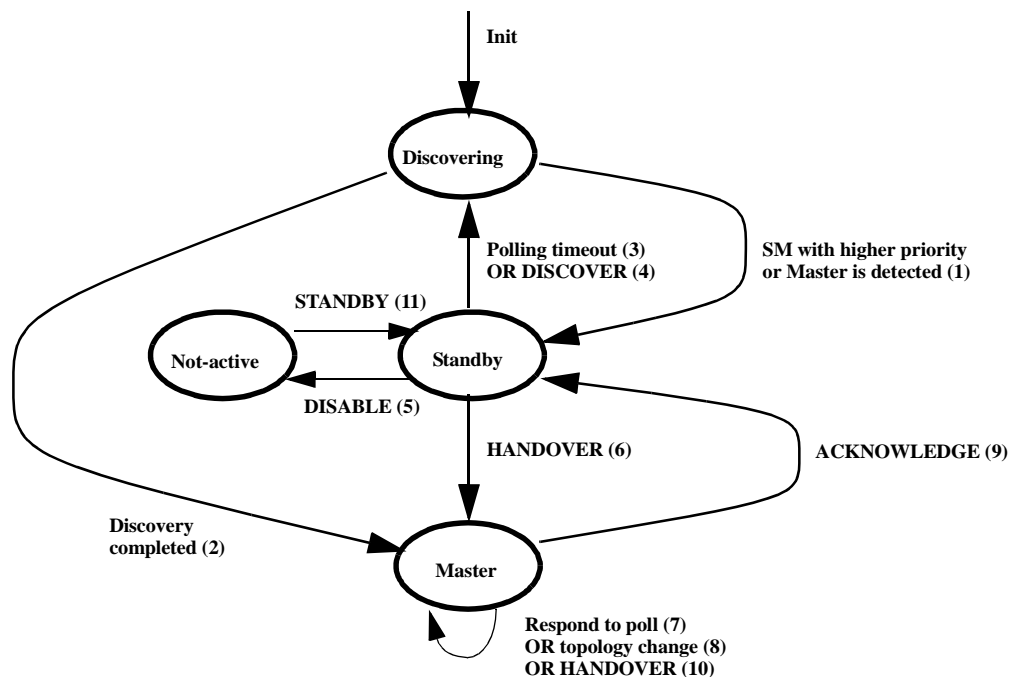 Init
Discovering
Polling timeout (3)
OR DISCOVER (4)
SM with higher priority
or Master is detected (1)
STANDBY (11)
Not-active
Standby
DISABLE (5)
HANDOVER (6)
ACKNOWLEDGE (9)
Discovery
completed (2)
Master
Respond to poll (7)
OR topology change (8)
OR HANDOVER (10)